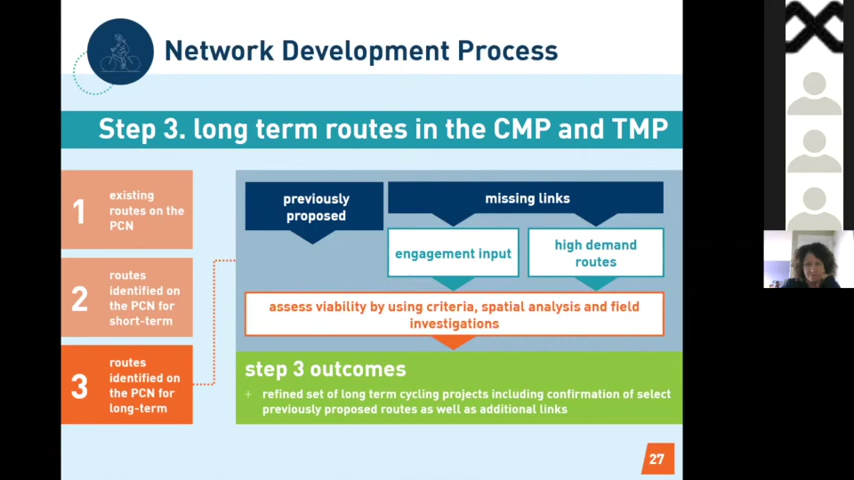 Network Development Process
Step 3. long term routes in the CMP and TMP
1
existing
routes on the
PCN
2
routes
identified on
the PCN for
short-term
3
routes
identified on
the PCN for
long-term
previously
proposed
missing links
engagement input
high demand
routes
assess viability by using criteria, spatial analysis and field
investigations
step 3 outcomes
+ refined set of long term cycling projects including confirmation of select
previously proposed routes as well as additional links
27